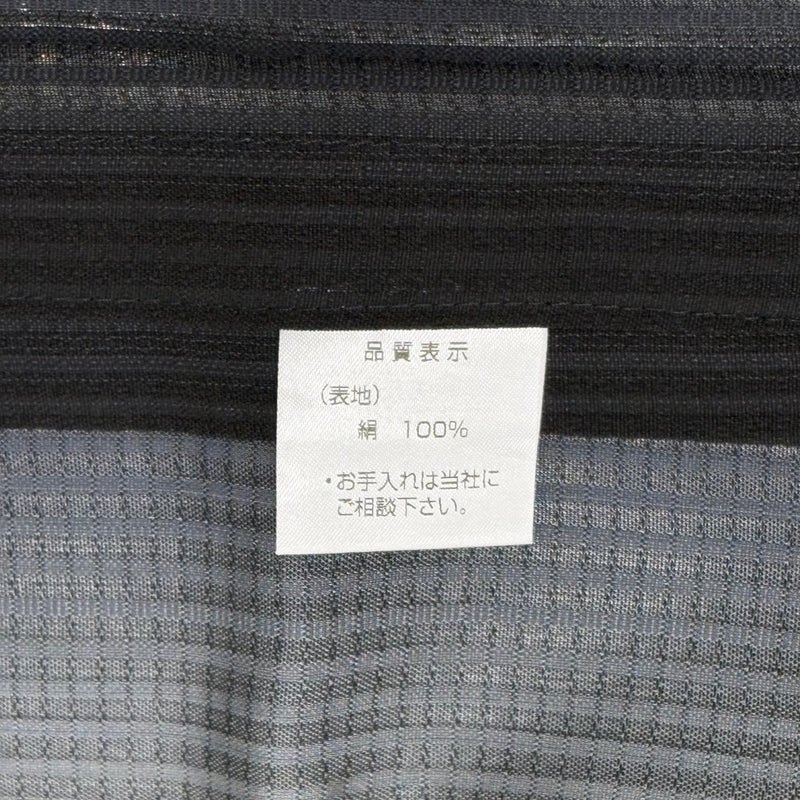 品質表示
（表地）
絹 100%
・お手入れは当社に
ご相談下さい。